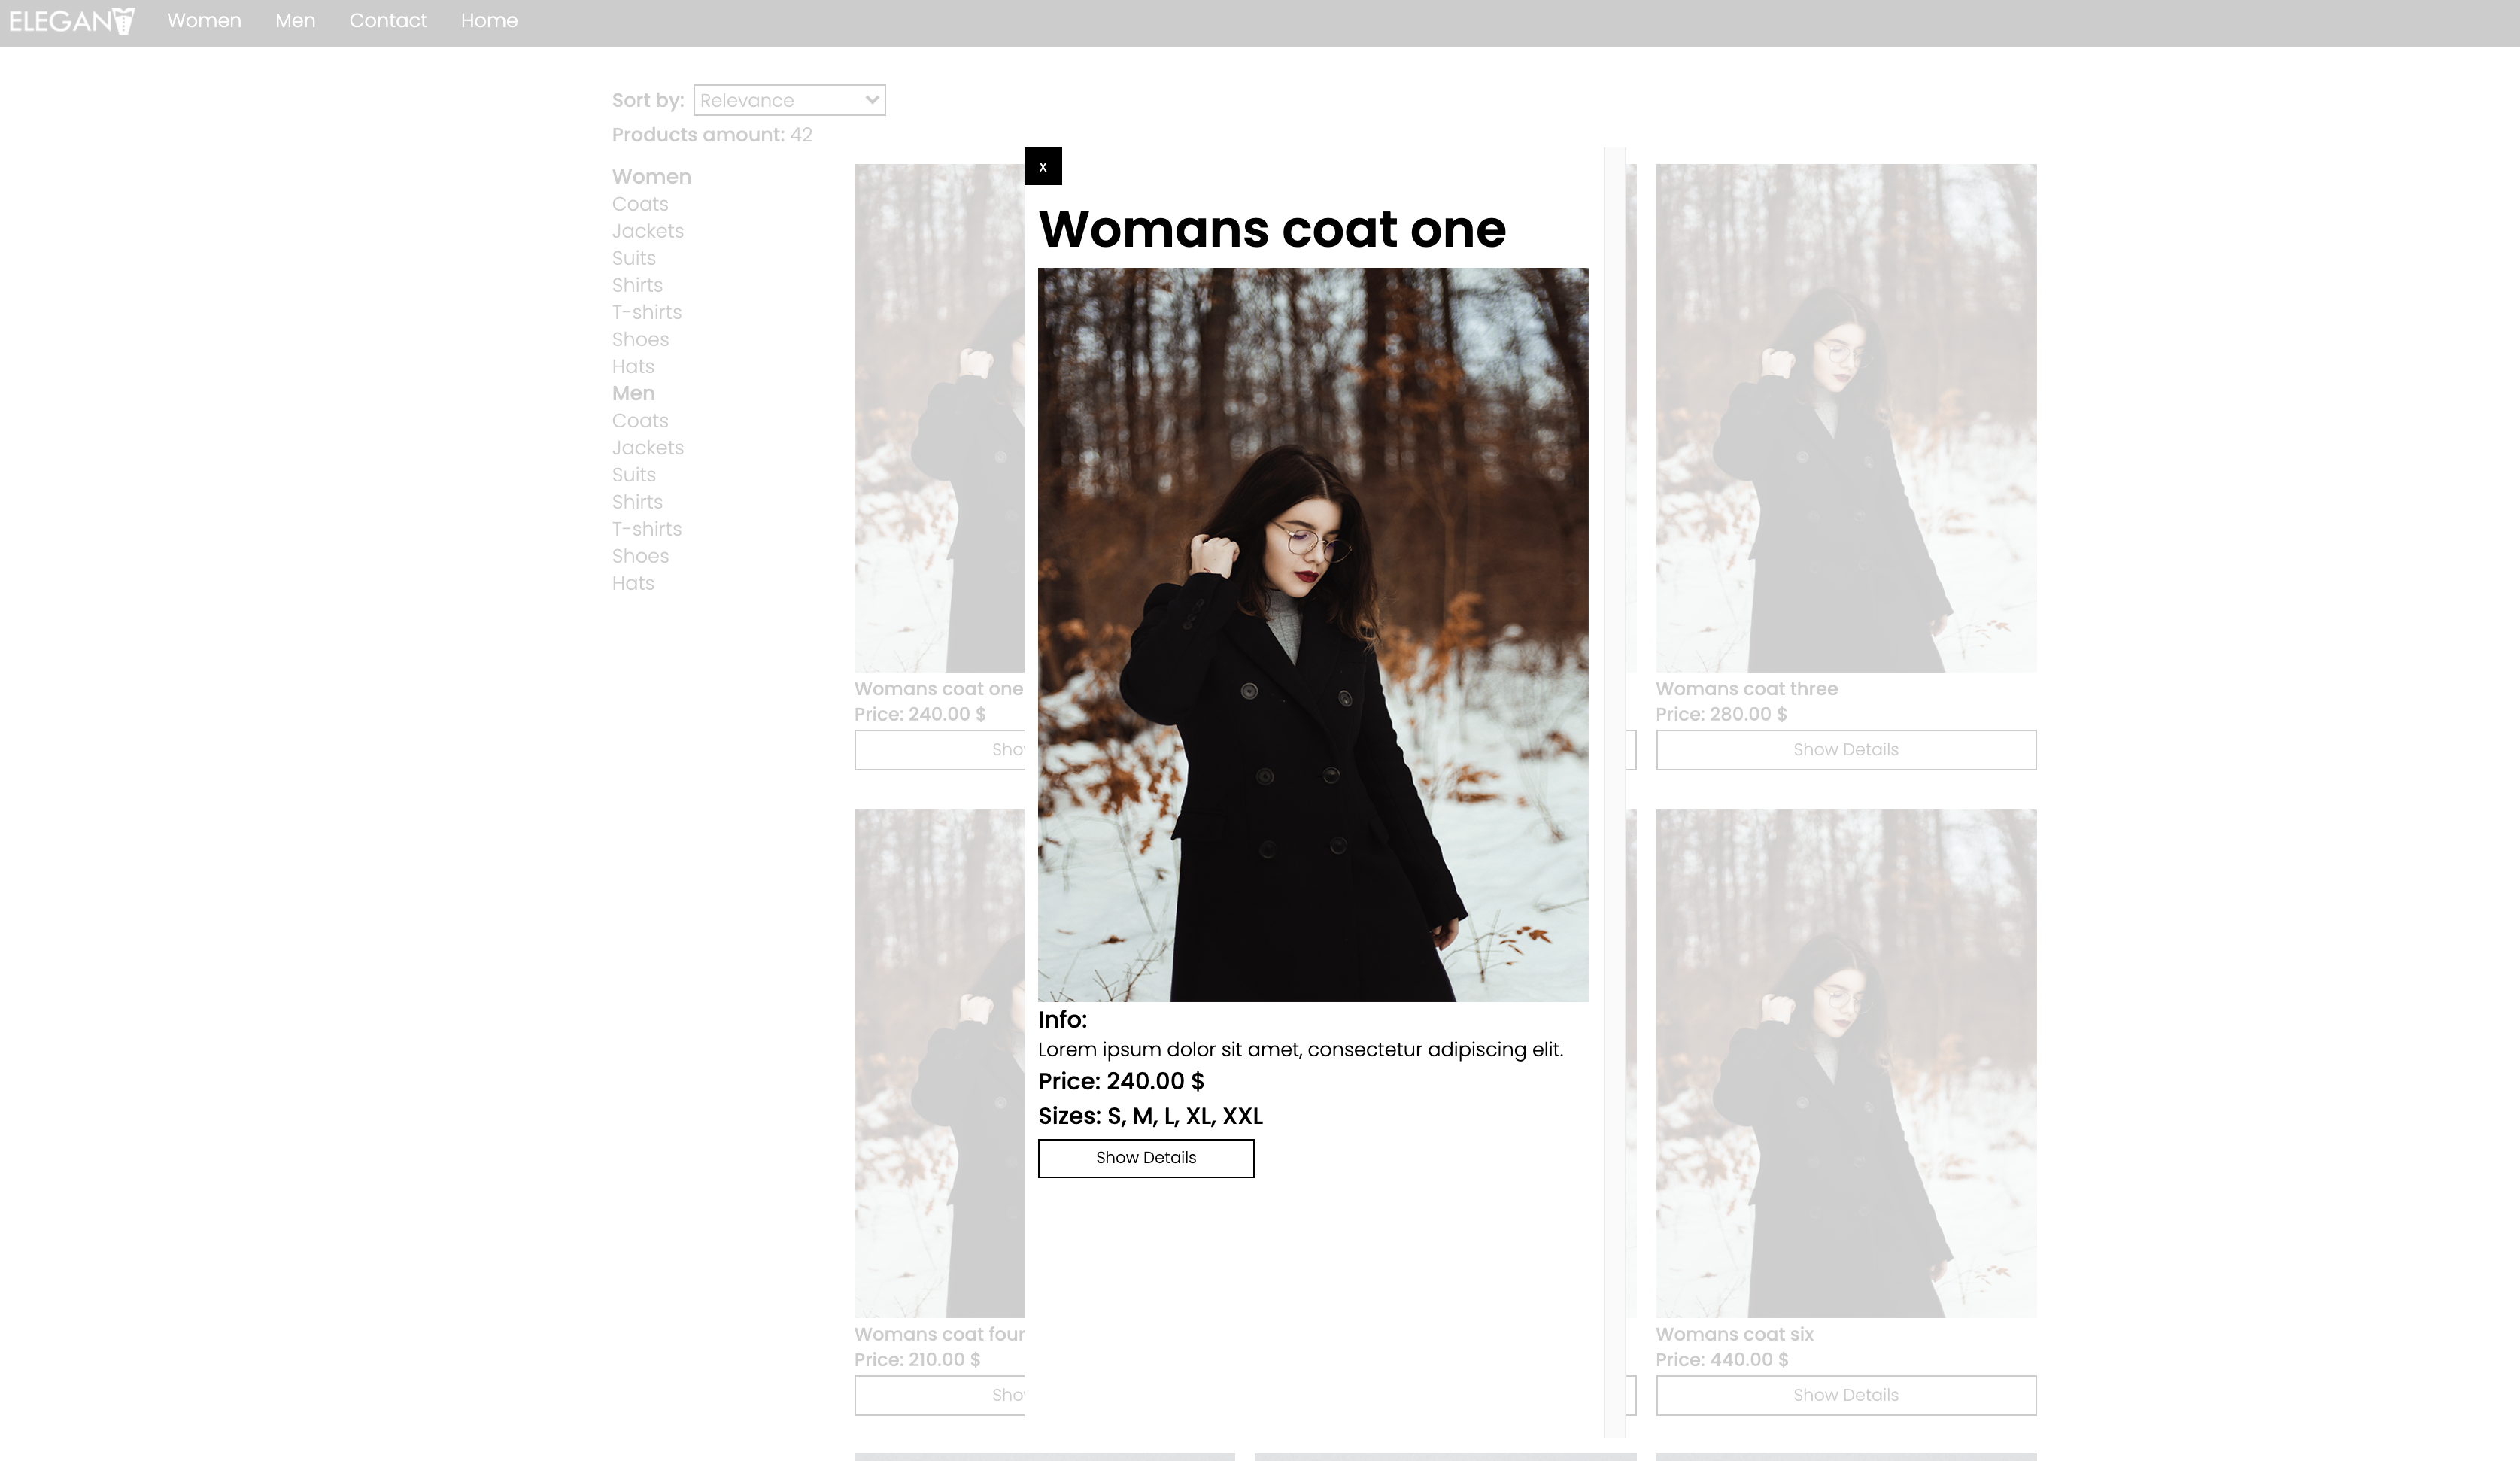 ELEGANT
Women
Men
Contact
Home
Sort by:
Relevance
Products amount: 42
Women
Coats
Jackets
Suits
Shirts
T-shirts
Shoes
Hats
Men
Coats
Jackets
Suits
Shirts
T-shirts
Shoes
Hats
x
Womans coat one
Info:
Lorem ipsum dolor sit amet, consectetur adipiscing elit.
Price: 240.00 $
Sizes: S, M, L, XL, XXL
Show Details
Womans coat one
Price: 240.00 $
Womans coat three
Price: 280.00 $
Show Details
Womans coat four
Price: 210.00 $
Womans coat six
Price: 440.00 $
Show Details